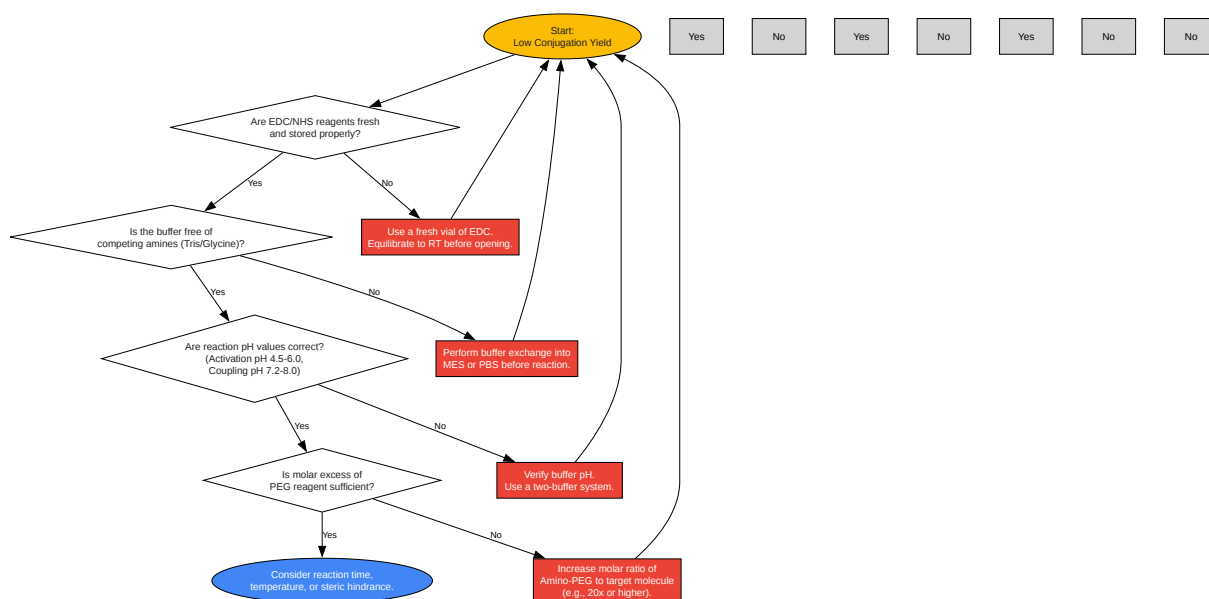 Start:
Low Conjugation Yield
Yes
No
Yes
No
Yes
No
No
Are EDC/NHS reagents fresh
and stored properly?
Yes
No
Is the buffer free of
competing amines (Tris/Glycine)?
Use a fresh vial of EDC.
Equilibrate to RT before opening.
Yes
No
Are reaction pH values correct?
(Activation pH 4.5-6.0,
Coupling pH 7.2-8.0)
Perform buffer exchange into
MES or PBS before reaction.
Yes
No
Is molar excess of
PEG reagent sufficient?
Verify buffer pH.
Use a two-buffer system.
Yes
No
Consider reaction time,
temperature, or steric hindrance.
Increase molar ratio of
Amino-PEG to target molecule
(e.g., 20x or higher).